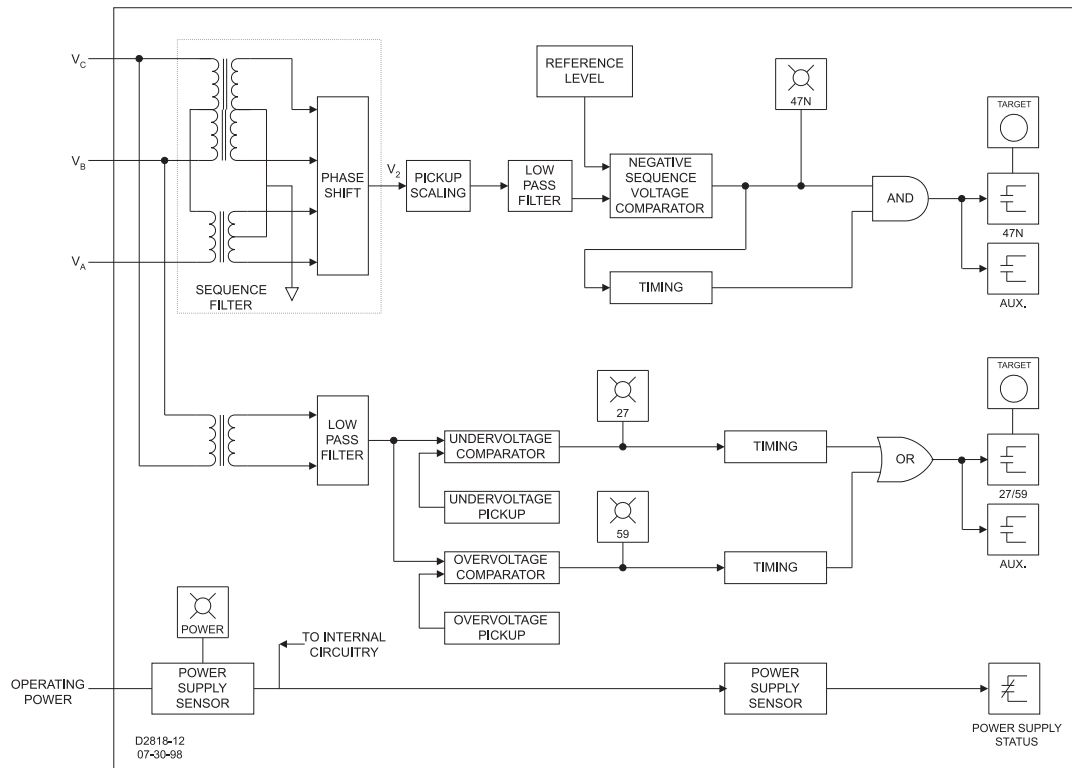 V_C
V_B
V_A
SEQUENCE
FILTER
PHASE
SHIFT
V_2
PICKUP
SCALING
LOW
PASS
FILTER
REFERENCE
LEVEL
NEGATIVE
SEQUENCE
VOLTAGE
COMPARATOR
47N
TIMING
AND
TARGET
47N
AUX.
LOW
PASS
FILTER
UNDERVOLTAGE
COMPARATOR
UNDERVOLTAGE
PICKUP
27
TIMING
OVERVOLTAGE
COMPARATOR
OVERVOLTAGE
PICKUP
59
TIMING
OR
TARGET
27/59
AUX.
POWER
TO INTERNAL
CIRCUITRY
OPERATING
POWER
POWER
SUPPLY
SENSOR
POWER
SUPPLY
SENSOR
POWER SUPPLY
STATUS
D2818-12
07-30-98